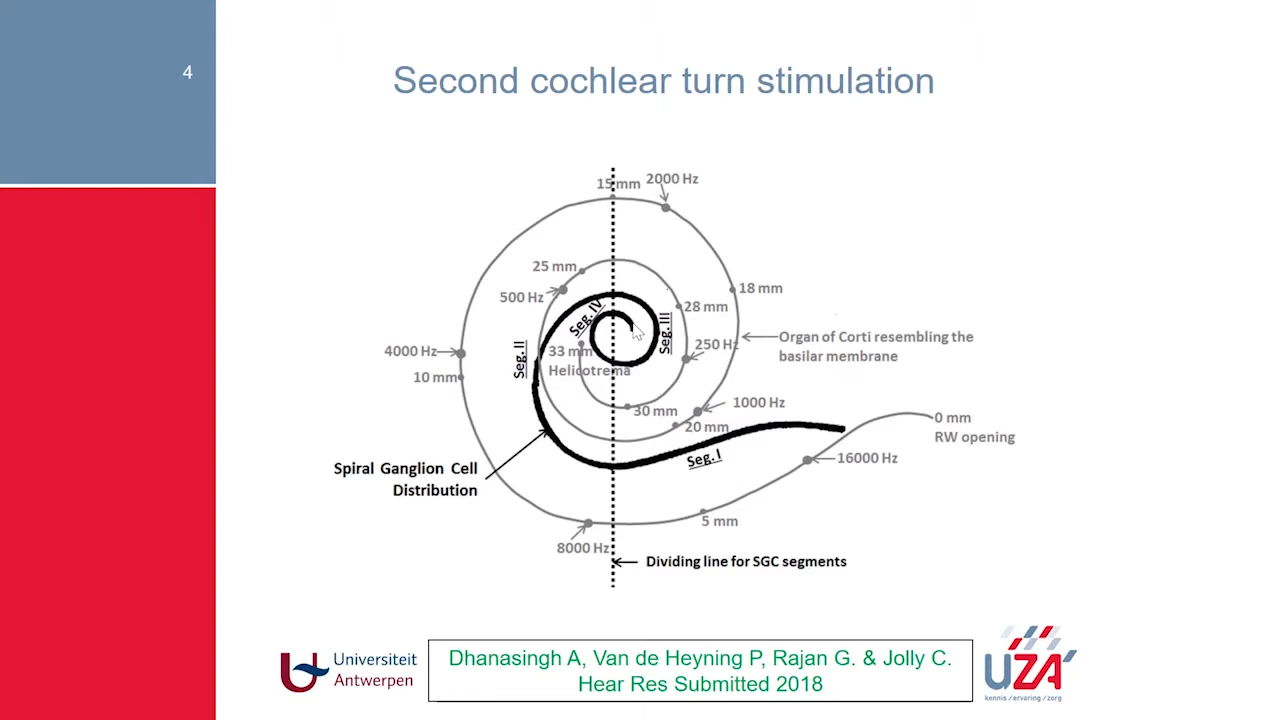 4
Second cochlear turn stimulation
15 mm
2000 Hz
25 mm
500 Hz
Seg. IV
18 mm
28 mm
Seg. III
Organ of Corti resembling the
basilar membrane
250 Hz
4000 Hz
Seg. II
33 mm
Helicotrema
10 mm
30 mm
1000 Hz
20 mm
0 mm
RW opening
Seg. I
16000 Hz
Spiral Ganglion Cell
Distribution
5 mm
8000 Hz
Dividing line for SGC segments
Universiteit
Antwerpen
Dhanasingh A, Van de Heyning P, Rajan G. & Jolly C.
Hear Res Submitted 2018
UZA'
kennis / ervaring / zorg